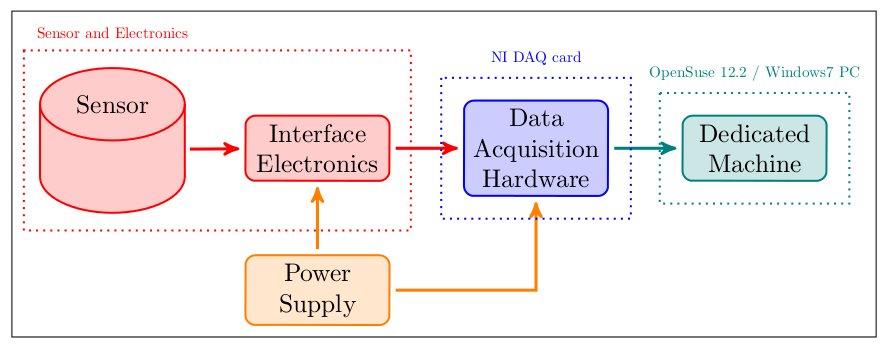 Sensor and Electronics
NI DAQ card
OpenSuse 12.2 / Windows7 PC
Sensor
Interface
Electronics
Data
Acquisition
Hardware
Dedicated
Machine
Power
Supply